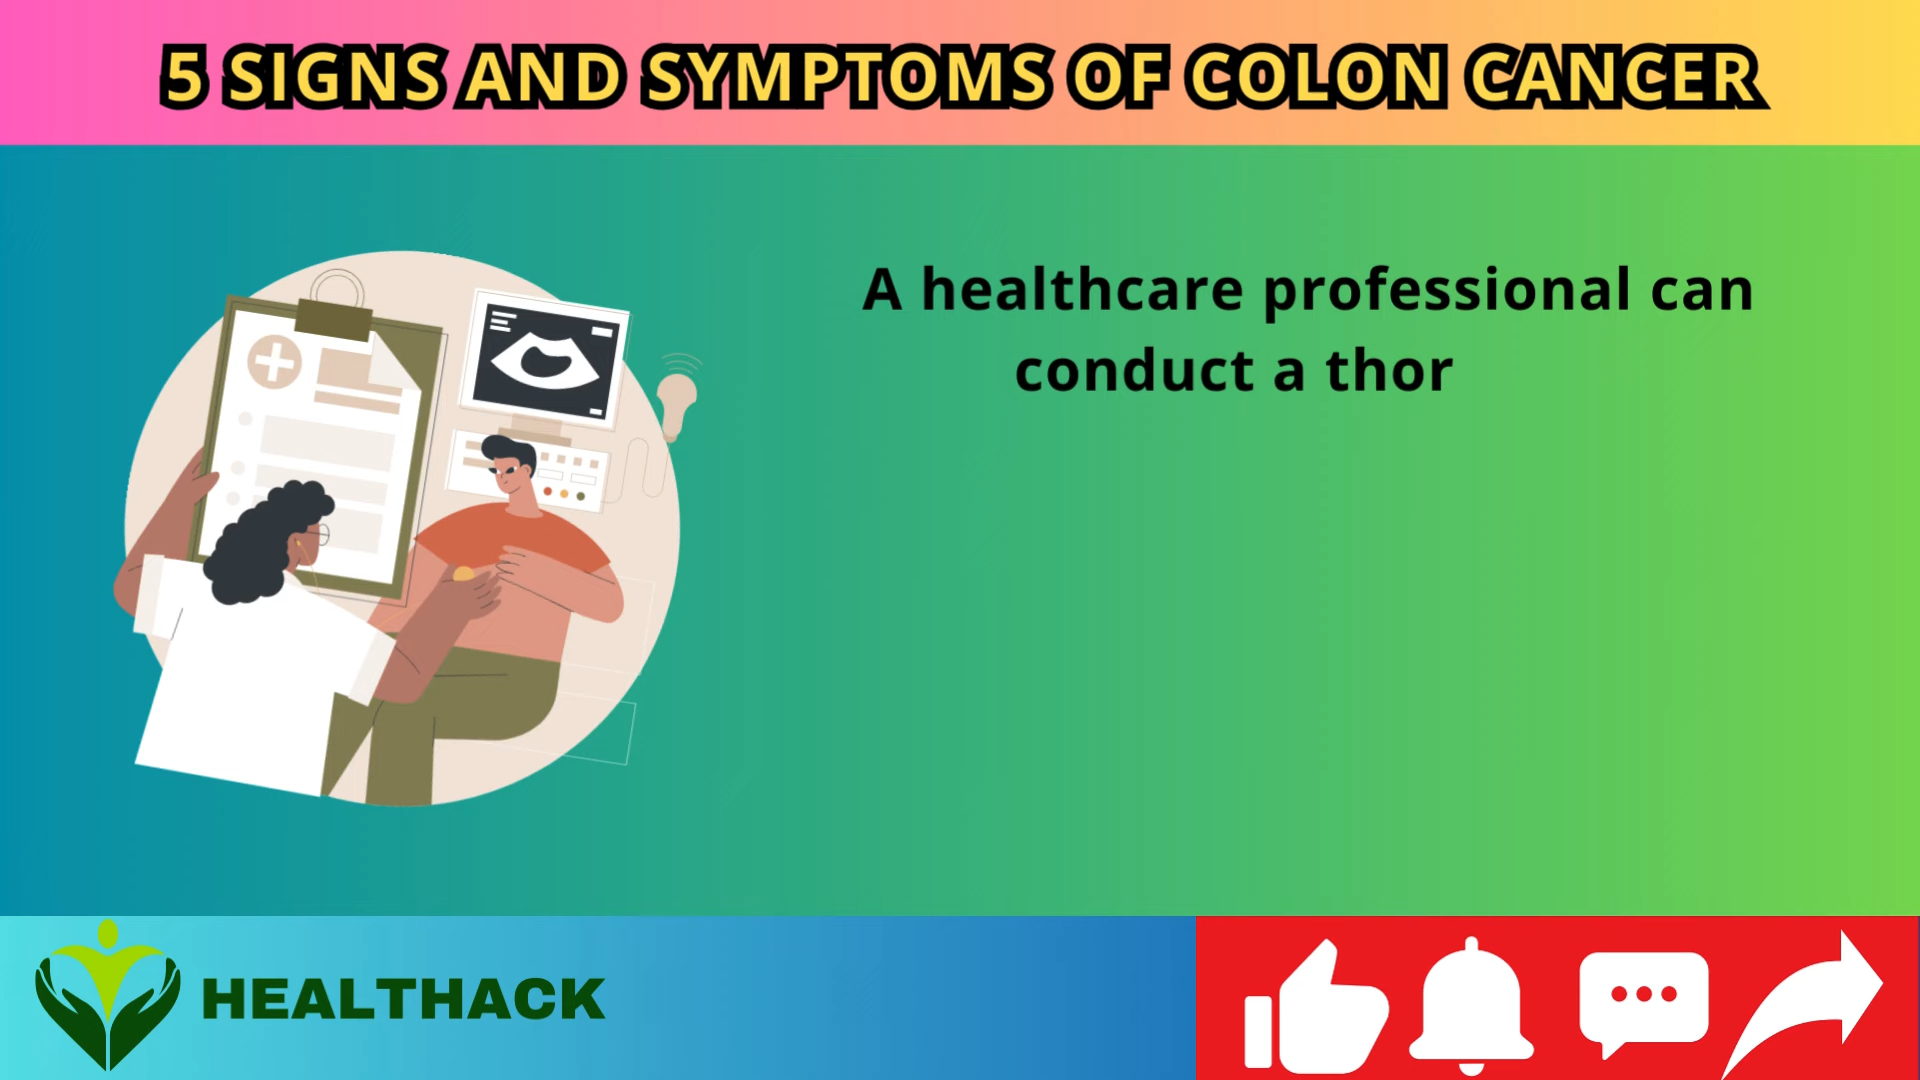 5 SIGNS AND SYMPTOMS OF COLON CANCER
A healthcare professional can
conduct a thor
HEALTHACK